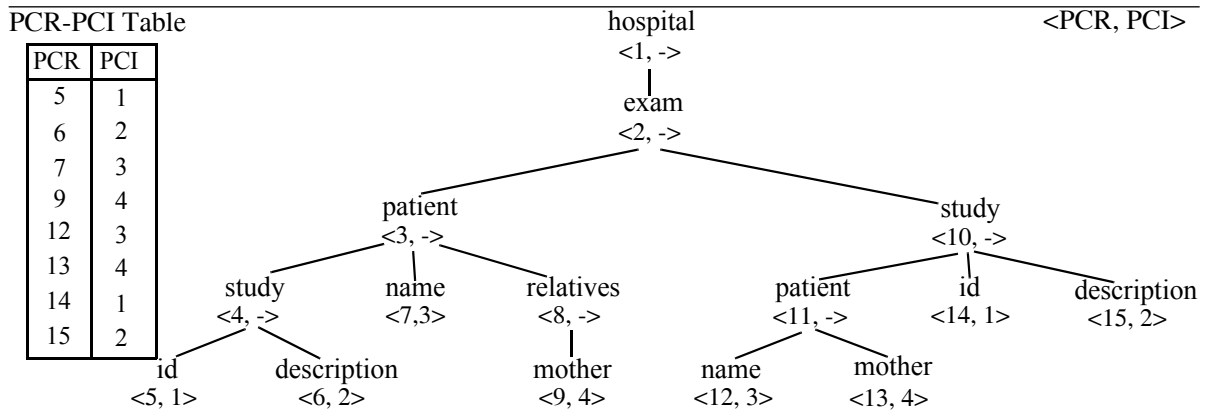 PCR-PCI Table hospital <PCR, PCI>
<1, ->
PCR PCI
5 1
6 2
7 3
9 4
12 3
13 4
14 1
15 2
exam
<2, ->
patient study
<3, -> <10, ->
study name relatives patient id description
<4, -> <7,3> <8, -> <11, -> <14, 1> <15, 2>
id description mother name mother
<5, 1> <6, 2> <9, 4> <12, 3> <13, 4>